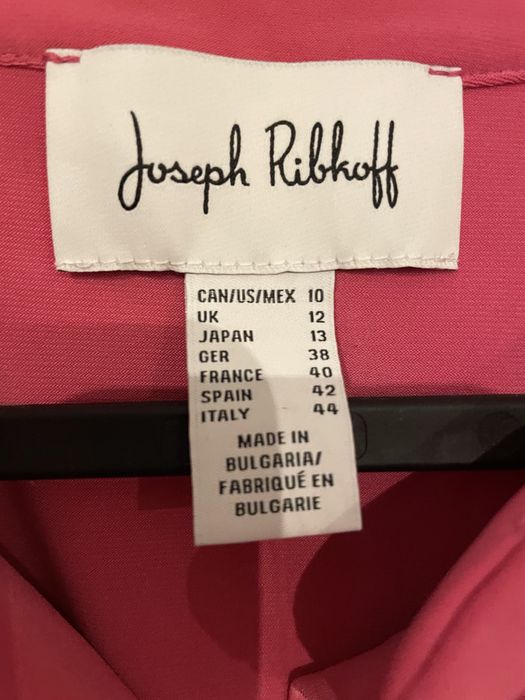 Joseph Ribkoff
CAN/US/MEX 10
UK 12
JAPAN 13
GER 38
FRANCE 40
SPAIN 42
ITALY 44
MADE IN
BULGARIA/
FABRIQUÉ EN
BULGARIE